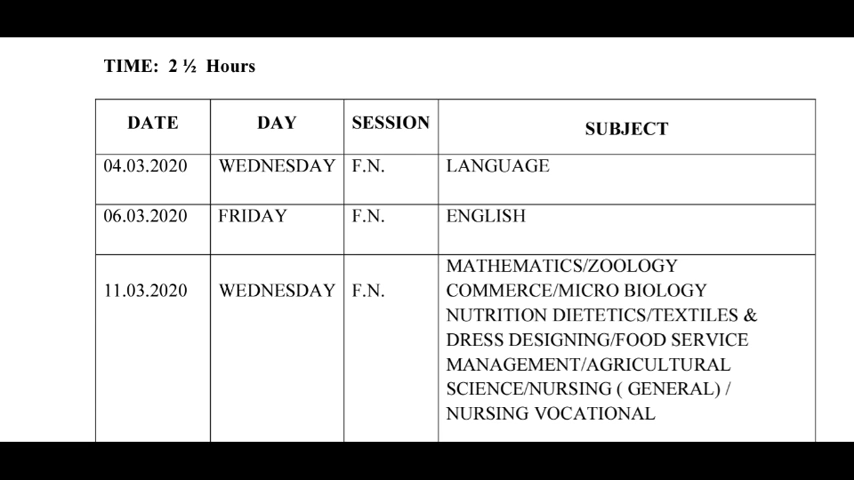 TIME: 2 ½ Hours
DATE DAY SESSION SUBJECT
04.03.2020 WEDNESDAY F.N. LANGUAGE
06.03.2020 FRIDAY F.N. ENGLISH
MATHEMATICS/ZOOLOGY
11.03.2020 WEDNESDAY F.N. COMMERCE/MICRO BIOLOGY
NUTRITION DIETETICS/TEXTILES &
DRESS DESIGNING/FOOD SERVICE
MANAGEMENT/AGRICULTURAL
SCIENCE/NURSING ( GENERAL) /
NURSING VOCATIONAL